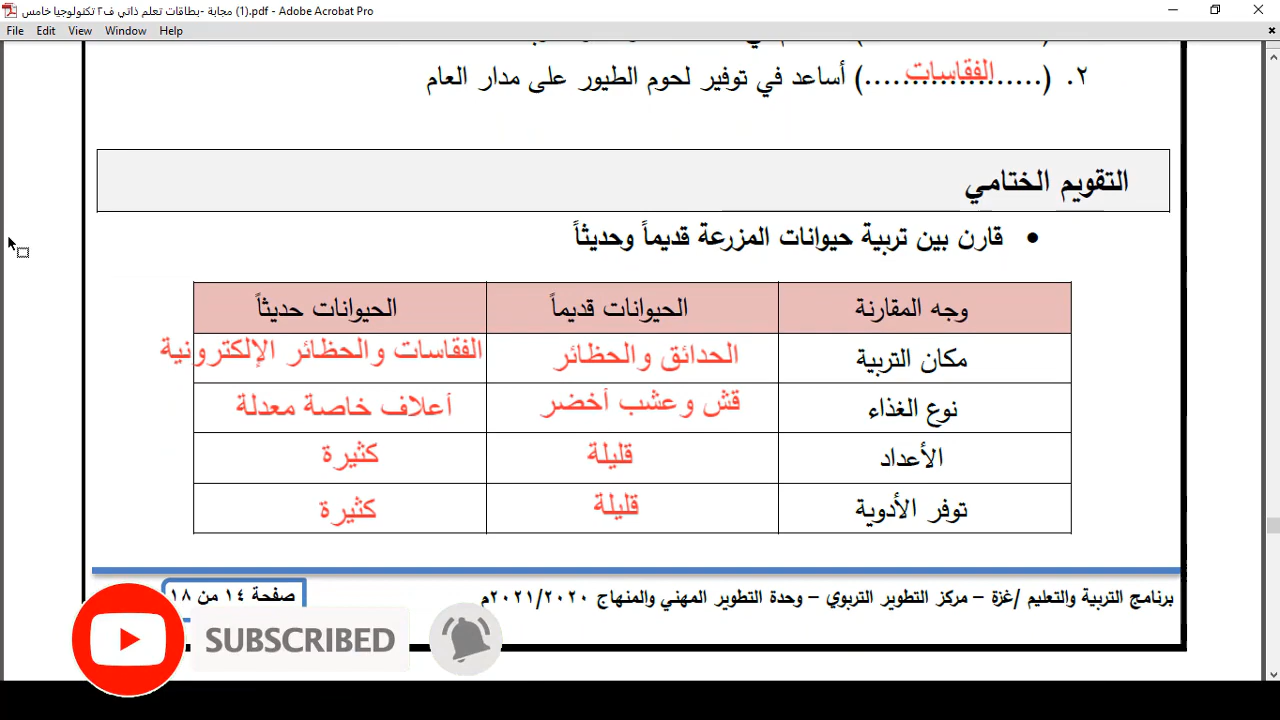 مجابة -بطاقات تعلم ذاتي ف٢ تكنولوجيا خامس (1).pdf - Adobe Acrobat Pro
File Edit View Window Help
٢. (.....الفقاسات.....) أساعد في توفير لحوم الطيور على مدار العام
التقويم الختامي
• قارن بين تربية حيوانات المزرعة قديماً وحديثاً
وجه المقارنة الحيوانات قديماً الحيوانات حديثاً
مكان التربية الحدائق والحظائر الفقاسات والحظائر الإلكترونية
نوع الغذاء قش وعشب أخضر أعلاف خاصة معدلة
الأعداد قليلة كثيرة
توفر الأدوية قليلة كثيرة
برنامج التربية والتعليم /غزة – مركز التطوير التربوي – وحدة التطوير المهني والمنهاج ٢٠٢١/٢٠٢٠م صفحة ١٤ من ١٨
SUBSCRIBED